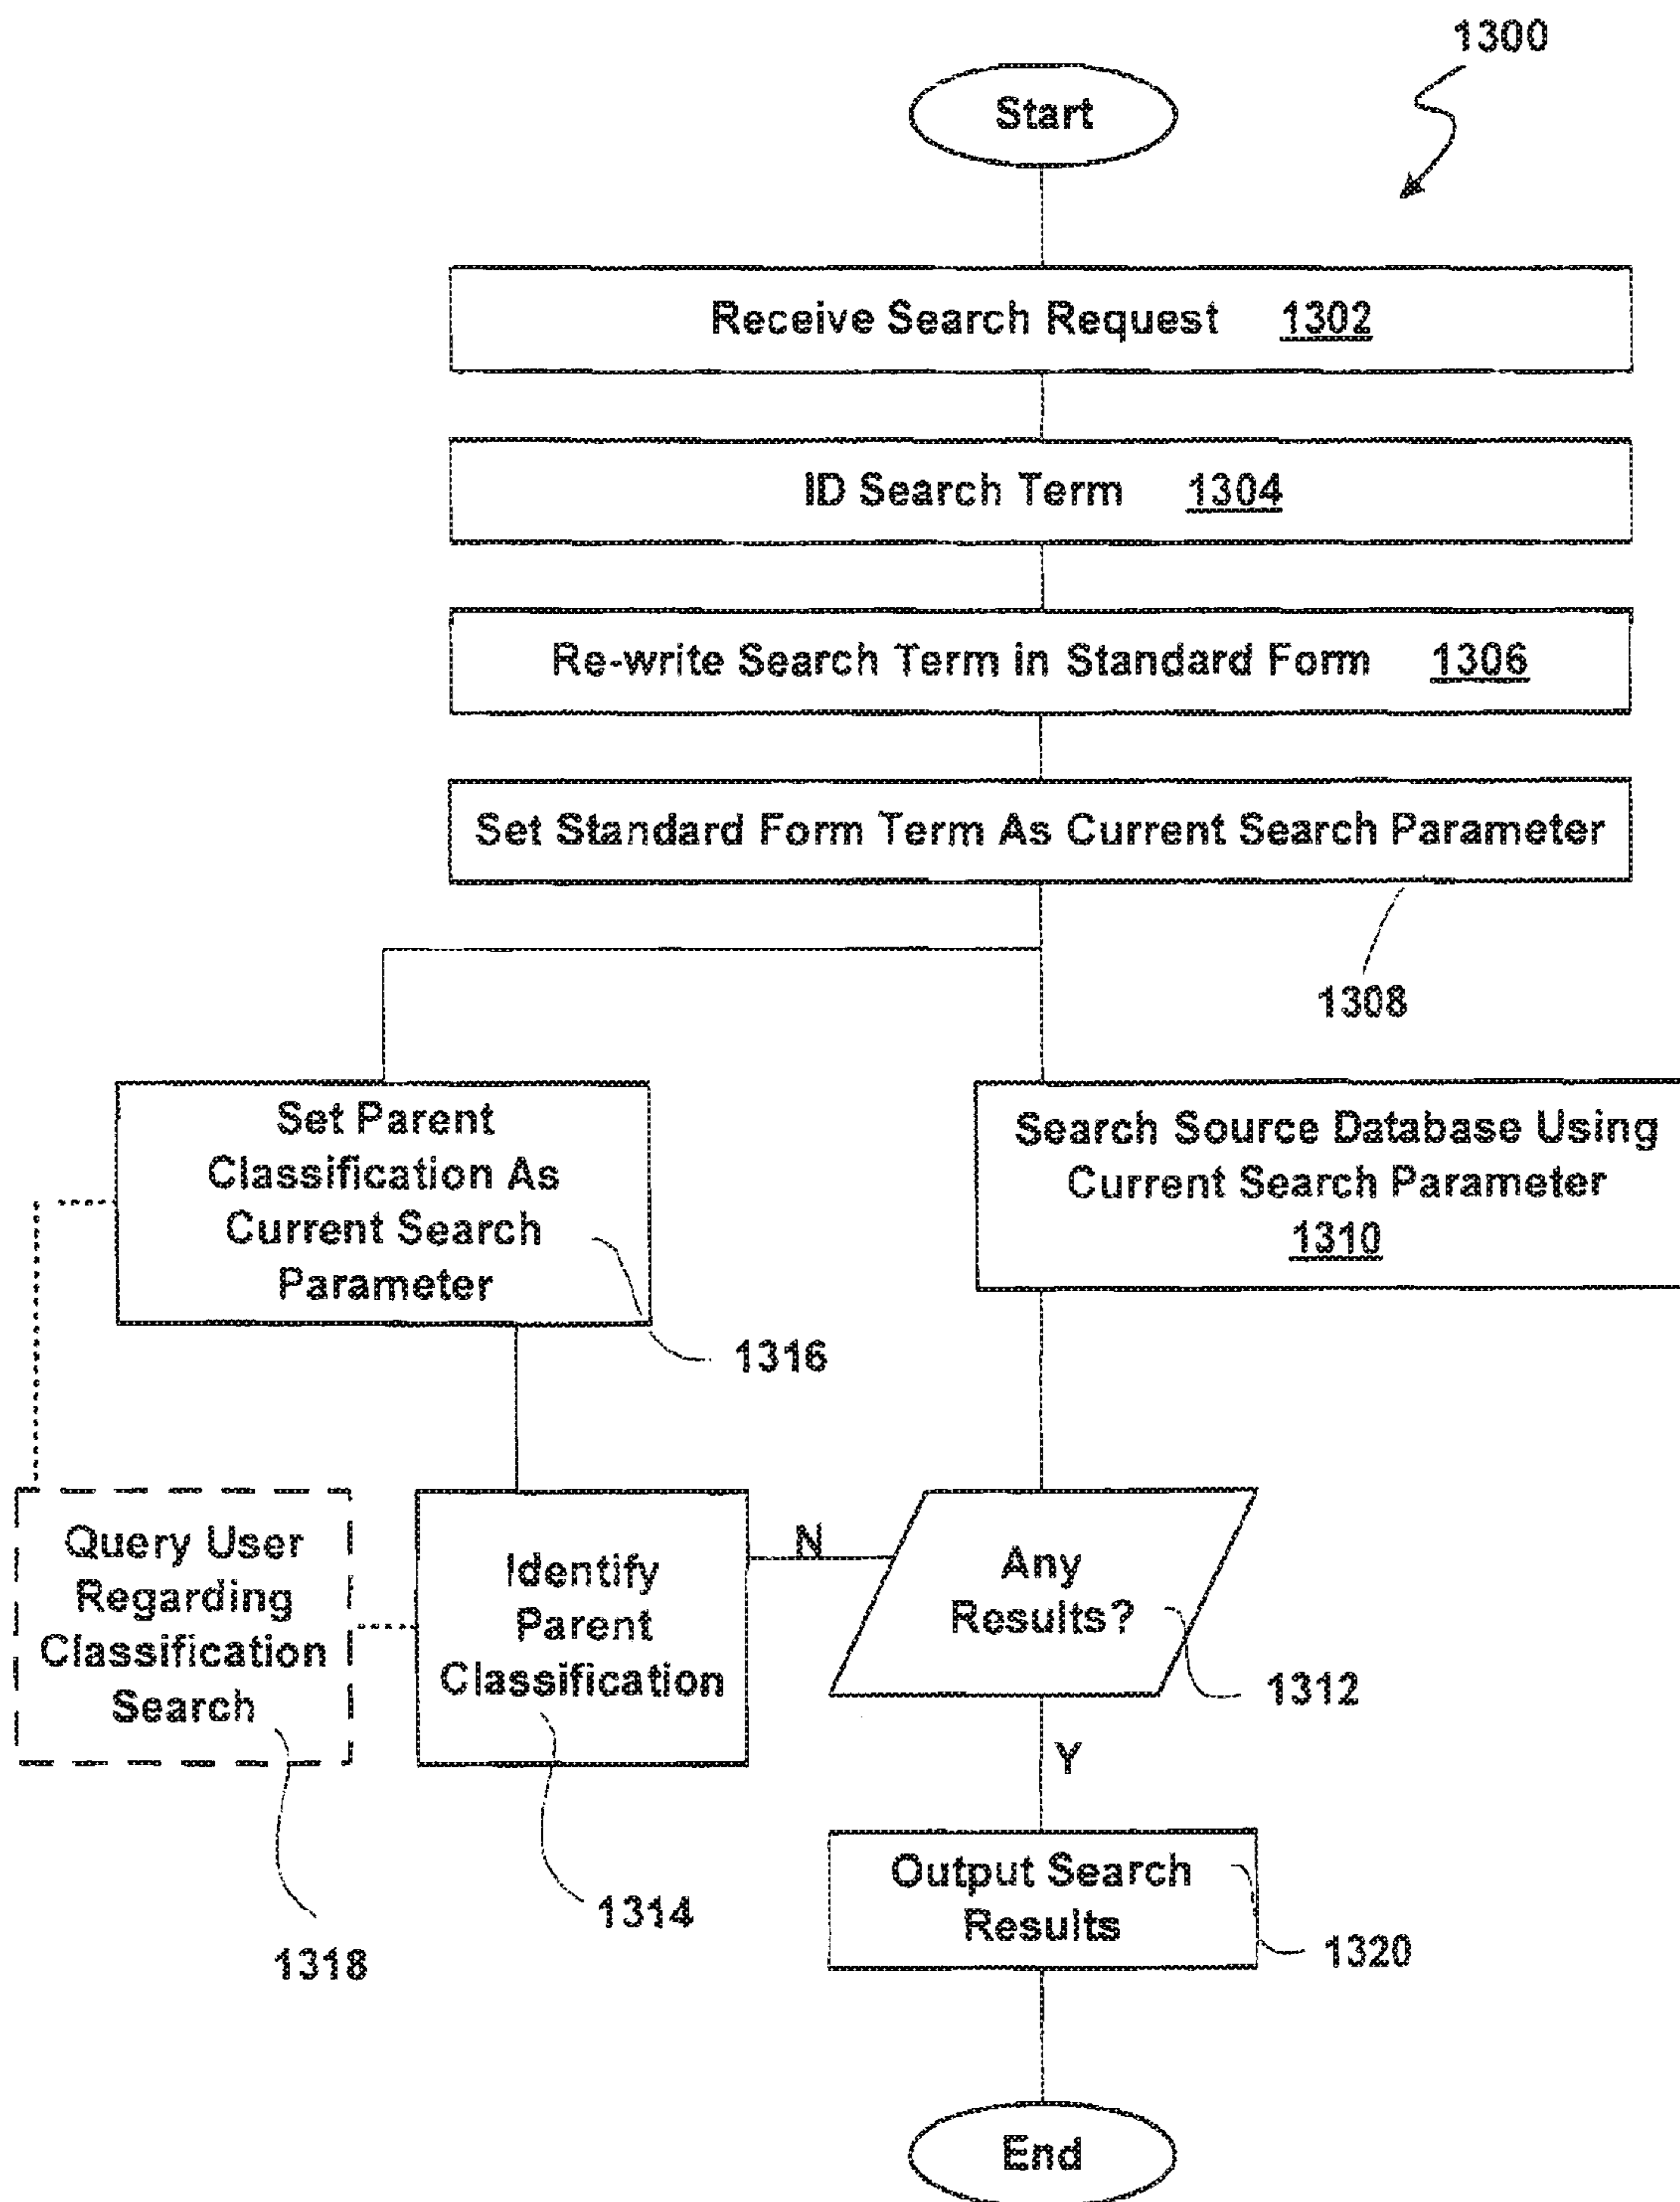 1300
Start
Receive Search Request 1302
ID Search Term 1304
Re-write Search Term in Standard Form 1306
Set Standard Form Term As Current Search Parameter
1308
Set Parent
Classification As
Current Search
Parameter
1316
Search Source Database Using
Current Search Parameter
1310
Query User
Regarding
Classification
Search
1318
Identify
Parent
Classification
1314
N
Any
Results?
1312
Y
Output Search
Results
1320
End